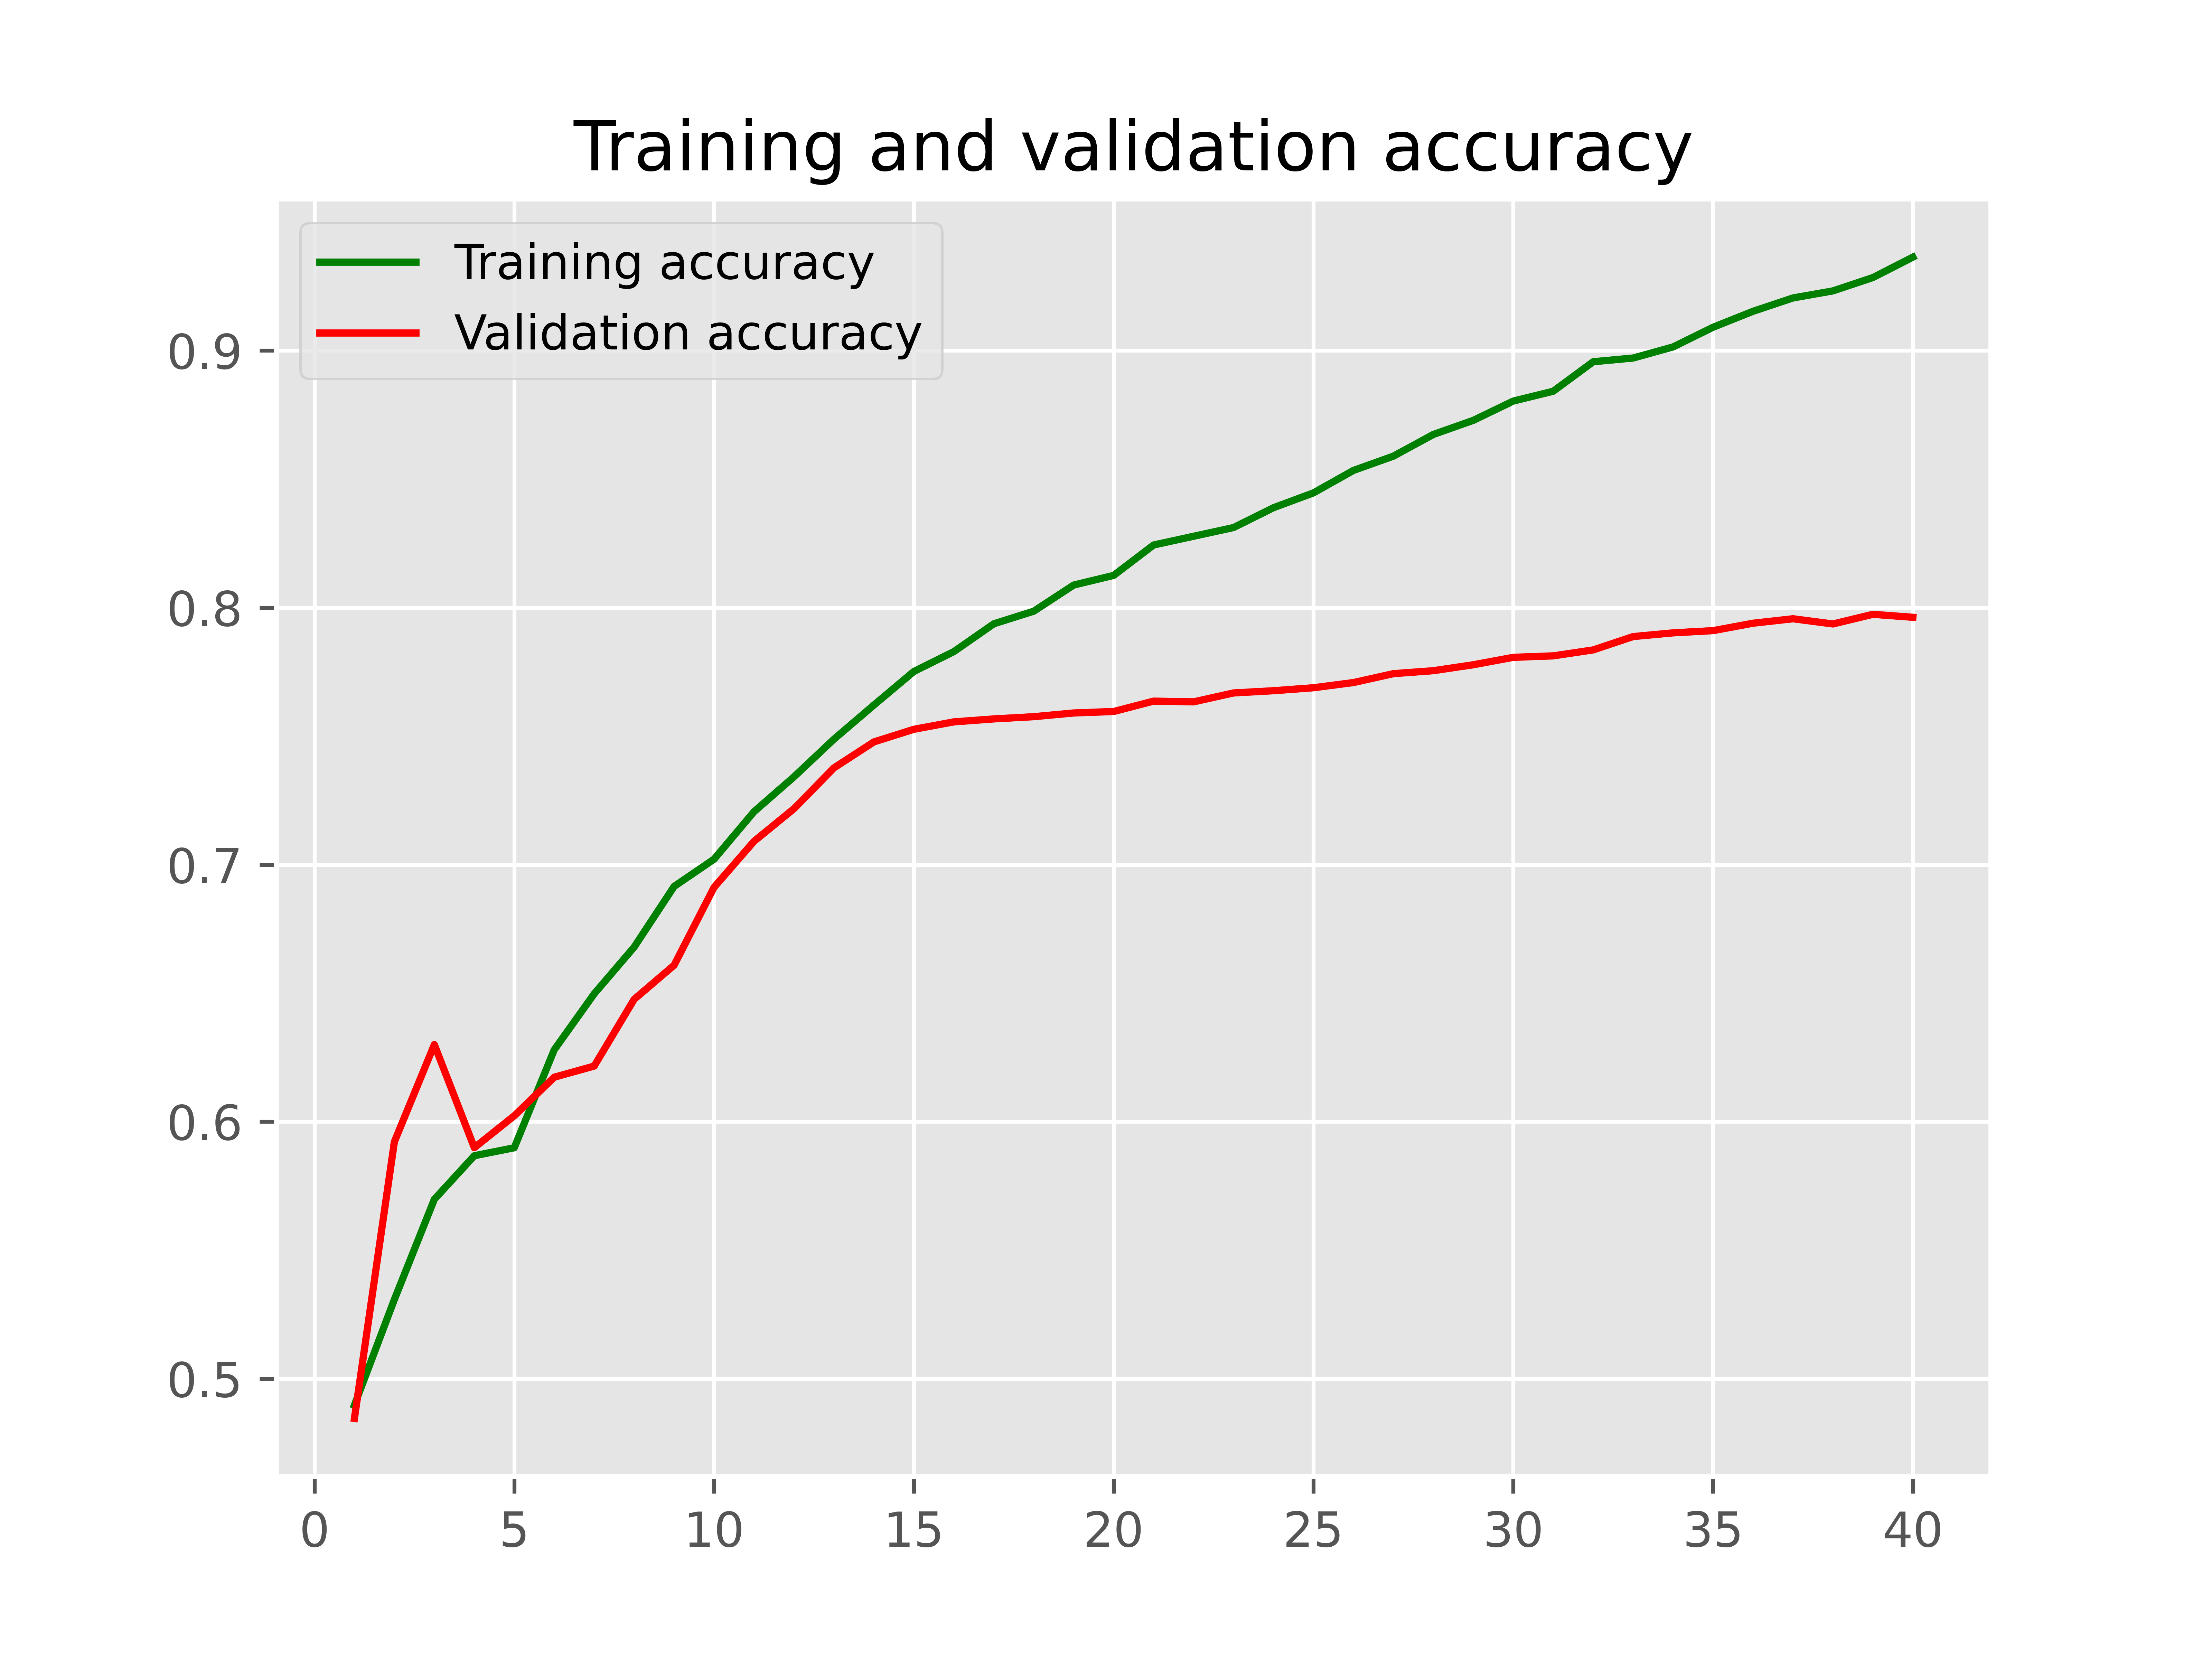 Training and validation accuracy
Training accuracy
Validation accuracy
0.9
0.8
0.7
0.6
0.5
0 5 10 15 20 25 30 35 40